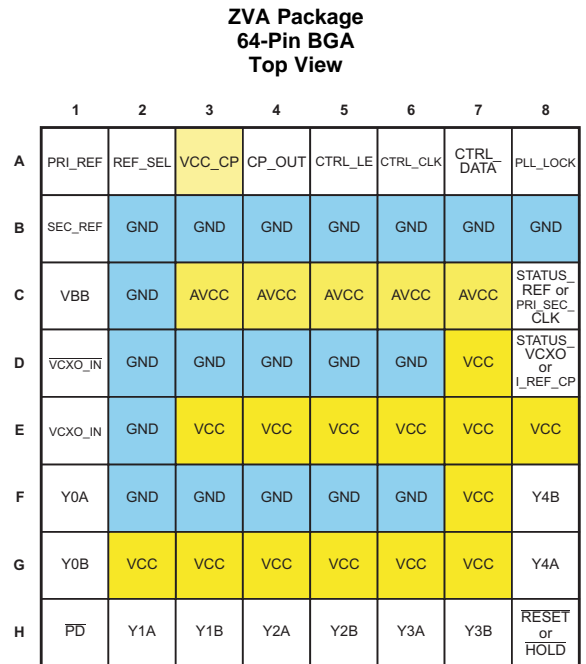 ZVA Package
64-Pin BGA
Top View
1 2 3 4 5 6 7 8
A PRI_REF REF_SEL VCC_CP CP_OUT CTRL_LE CTRL_CLK CTRL_ DATA PLL_LOCK
B SEC_REF GND GND GND GND GND GND GND
C VBB GND AVCC AVCC AVCC AVCC AVCC STATUS_ REF or PRI_SEC_ CLK
D VCXO_IN GND GND GND GND GND VCC STATUS_ VCXO or I_REF_CP
E VCXO_IN GND VCC VCC VCC VCC VCC VCC
F Y0A GND GND GND GND GND VCC Y4B
G Y0B VCC VCC VCC VCC VCC VCC Y4A
H PD Y1A Y1B Y2A Y2B Y3A Y3B RESET or HOLD